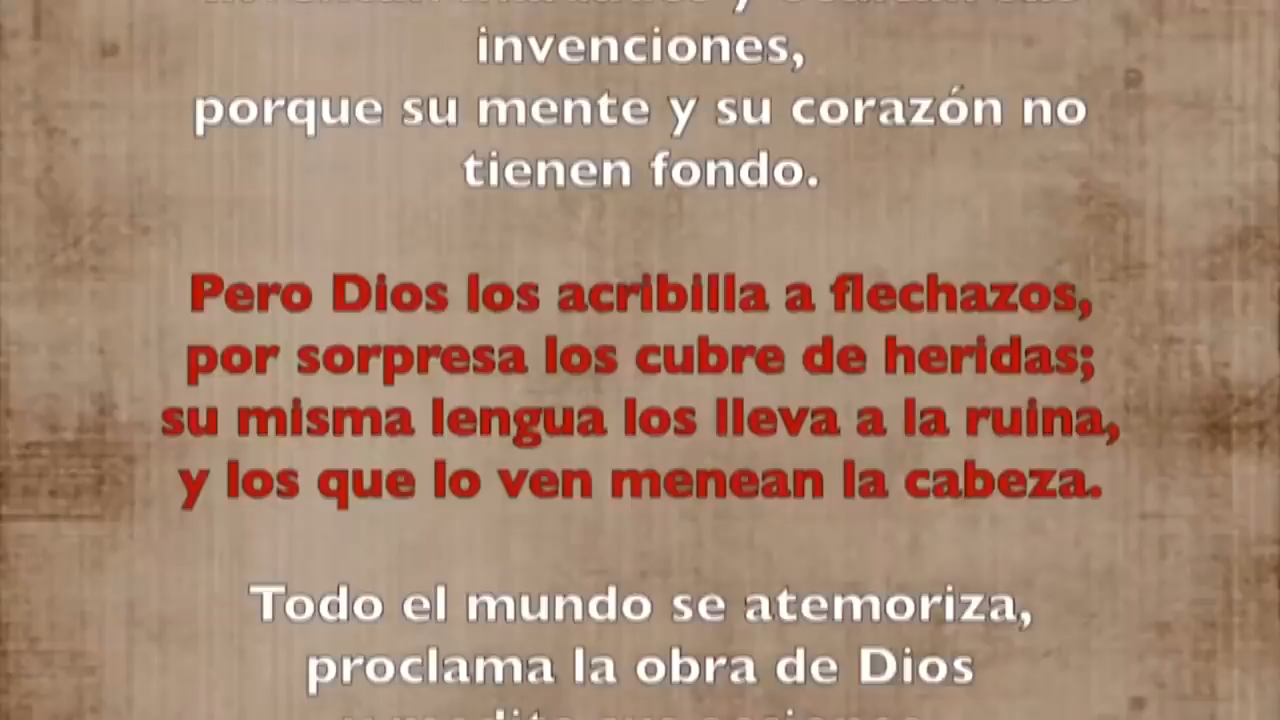 invenciones,
porque su mente y su corazón no
tienen fondo.
Pero Dios los acribilla a flechazos,
por sorpresa los cubre de heridas;
su misma lengua los lleva a la ruina,
y los que lo ven menean la cabeza.
Todo el mundo se atemoriza,
proclama la obra de Dios